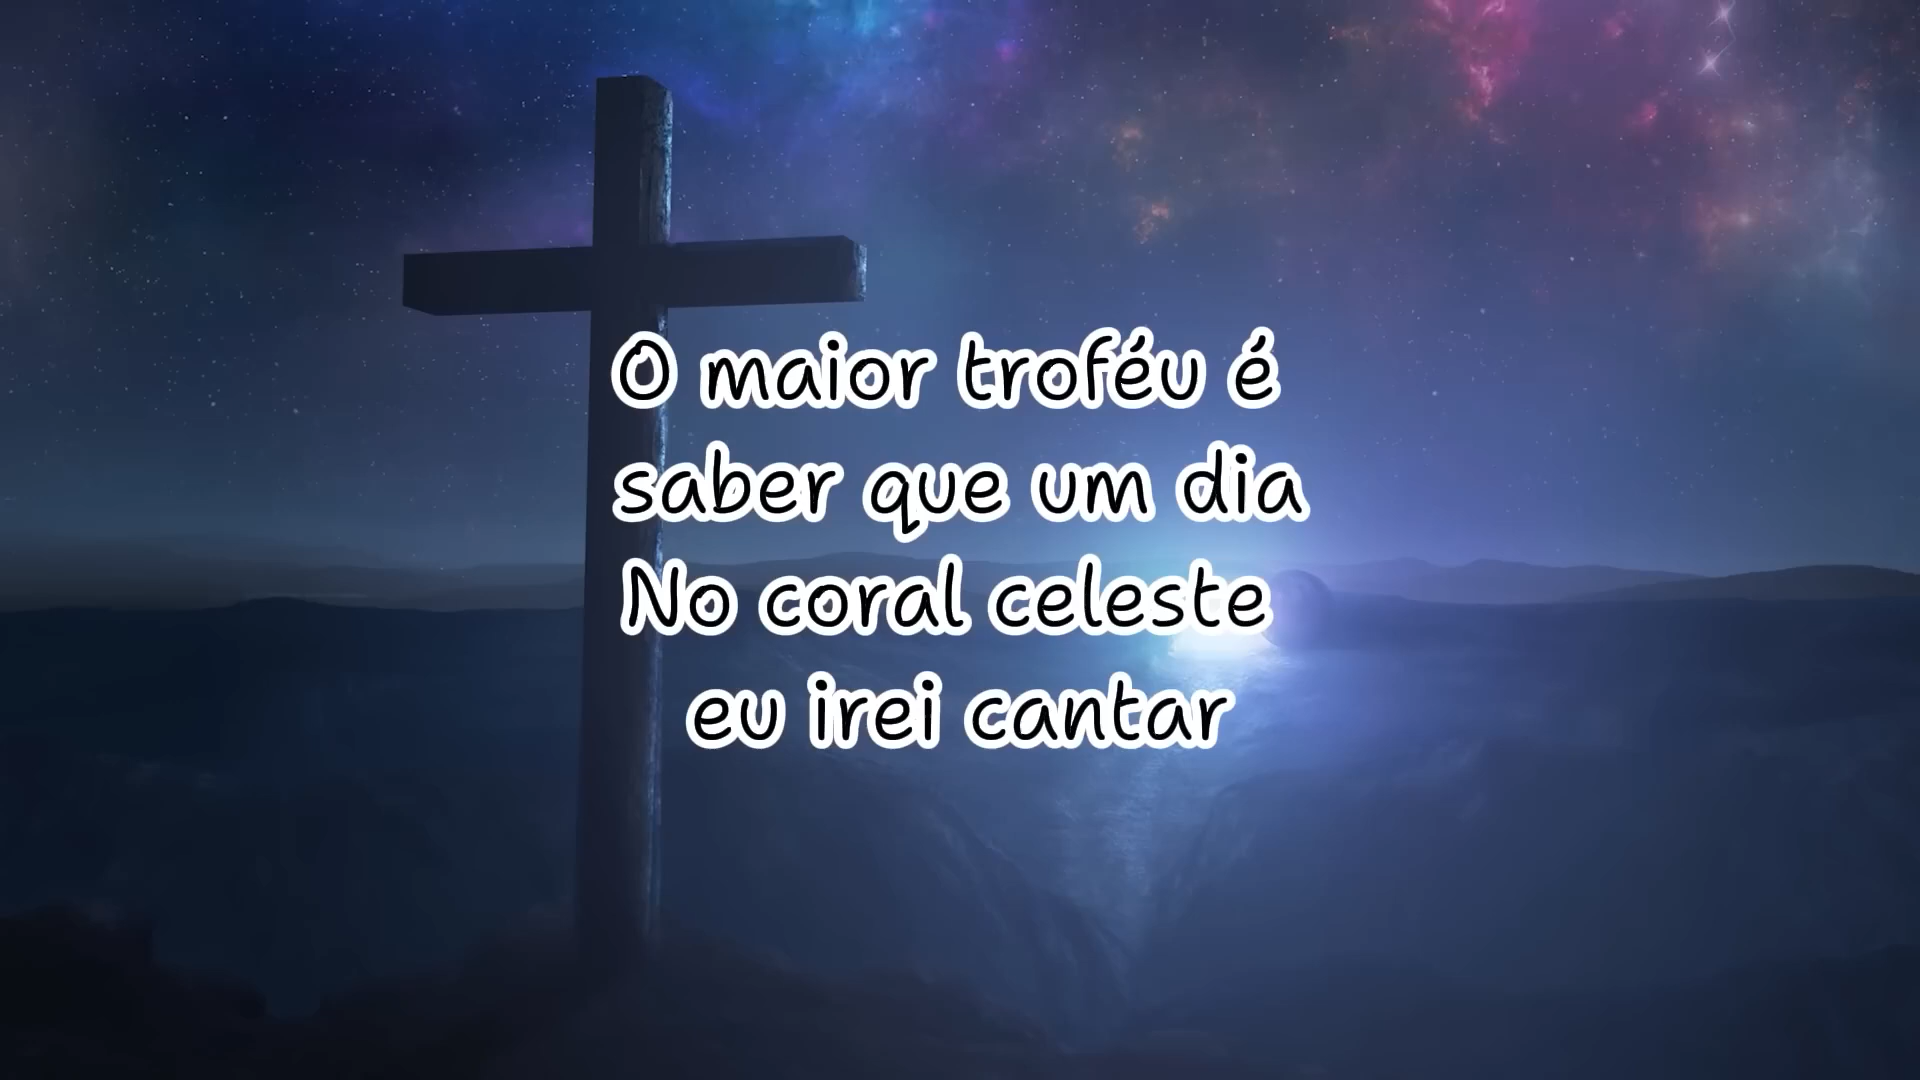 O maior troféu é
saber que um dia
No coral celeste
eu irei cantar